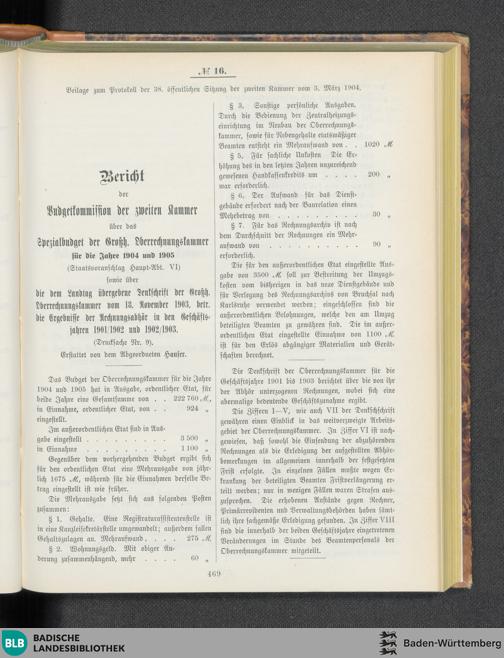 № 16.
Beilage zum Protokoll der 38. öffentlichen Sitzung der zweiten Kammer vom 3. März 1904.
Bericht
der
Budgetkommission der zweiten Kammer
über das
Spezialbudget der Großh. Oberrechnungskammer
für die Jahre 1904 und 1905
(Staatsvoranschlag Haupt-Abt. VI)
sowie über
die dem Landtag übergebene Denkschrift der Großh.
Oberrechnungskammer vom 18. November 1903, betr.
die Ergebnisse der Rechnungsabhör in den Geschäfts-
jahren 1901/1902 und 1902/1903.
(Drucksache Nr. 9),
Erstattet von dem Abgeordneten Hauser.
Das Budget der Oberrechnungskammer für die Jahre
1904 und 1905 hat in Ausgabe, ordentlicher Etat, für
beide Jahre eine Gesamtsumme von . . 222 760 ℳ,
in Einnahme, ordentlicher Etat, von . . 924 „
eingestellt.
Im außerordentlichen Etat sind in Aus-
gabe eingestellt . . . . . . . . . 3 500 „
in Einnahme . . . . . . . . . . 1 100 „
Gegenüber dem vorhergehenden Budget ergibt sich
für den ordentlichen Etat eine Mehrausgabe von jähr-
lich 1675 ℳ, während für die Einnahmen derselbe Be-
trag eingestellt ist wie früher.
Die Mehrausgabe setzt sich aus folgenden Posten
zusammen:
§ 1. Gehalte. Eine Registraturassistentenstelle ist
in eine Kanzleisekretärstelle umgewandelt; außerdem fallen
Gehaltszulagen an. Mehraufwand . . . . 275 ℳ
§ 2. Wohnungsgeld. Mit obiger Än-
derung zusammenhängend, mehr . . . . . 60 „
§ 3. Sonstige persönliche Ausgaben.
Durch die Bedienung der Zentralheizungs-
einrichtung im Neubau der Oberrechnungs-
kammer, sowie für Nebengehalte etatmäßiger
Beamten entsteht ein Mehraufwand von . . 1020 ℳ
§ 5. Für sachliche Unkosten Die Er-
höhung des in den letzten Jahren unzureichend
gewesenen Handkassenkredits um . . . . 200 „
war erforderlich.
§ 6. Der Aufwand für das Dienst-
gebäude erfordert nach der Baurelation einen
Mehrbetrag von . . . . . . . . . 30 „
§ 7. Für das Rechnungsarchiv ist nach
dem Durchschnitt der Rechnungen ein Mehr-
aufwand von . . . . . . . . . . 90 „
erforderlich.
Die für den außerordentlichen Etat eingestellte Aus-
gabe von 3500 ℳ soll zur Bestreitung der Umzugs-
kosten vom bisherigen in das neue Dienstgebäude und
für Verlegung des Rechnungsarchivs von Bruchsal nach
Karlsruhe verwendet werden; eingeschlossen sind die
außerordentlichen Belohnungen, welche den am Umzug
beteiligten Beamten zu gewähren sind. Die im außer-
ordentlichen Etat eingestellte Einnahme von 1100 ℳ
ist für den Erlös abgängiger Materialien und Gerät-
schaften berechnet.
Die Denkschrift der Oberrechnungskammer für die
Geschäftsjahre 1901 bis 1903 berichtet über die von ihr
der Abhör unterzogenen Rechnungen, wobei sich eine
abermalige bedeutende Geschäftszunahme ergibt.
Die Ziffern I—V, wie auch VII der Denkschrift
gewähren einen Einblick in das weitverzweigte Arbeits-
gebiet der Oberrechnungskammer. In Ziffer VI ist nach-
gewiesen, daß sowohl die Einsendung der abzuhörenden
Rechnungen als die Erledigung der aufgestellten Abhör-
bemerkungen im allgemeinen innerhalb der festgesetzten
Frist erfolgte. In einzelnen Fällen mußte wegen Er-
krankung der beteiligten Beamten Fristverlängerung er-
teilt werden; nur in wenigen Fällen waren Strafen aus-
zusprechen. Die erhobenen Anstände gegen Rechner,
Primärrevidenten und Verwaltungsbehörden haben sämt-
lich ihre sachgemäße Erledigung gefunden. In Ziffer VIII
sind die innerhalb der beiden Geschäftsjahre eingetretenen
Veränderungen im Stande des Beamtenpersonals der
Oberrechnungskammer mitgeteilt.
469
BLB BADISCHE
LANDESBIBLIOTHEK
Baden-Württemberg